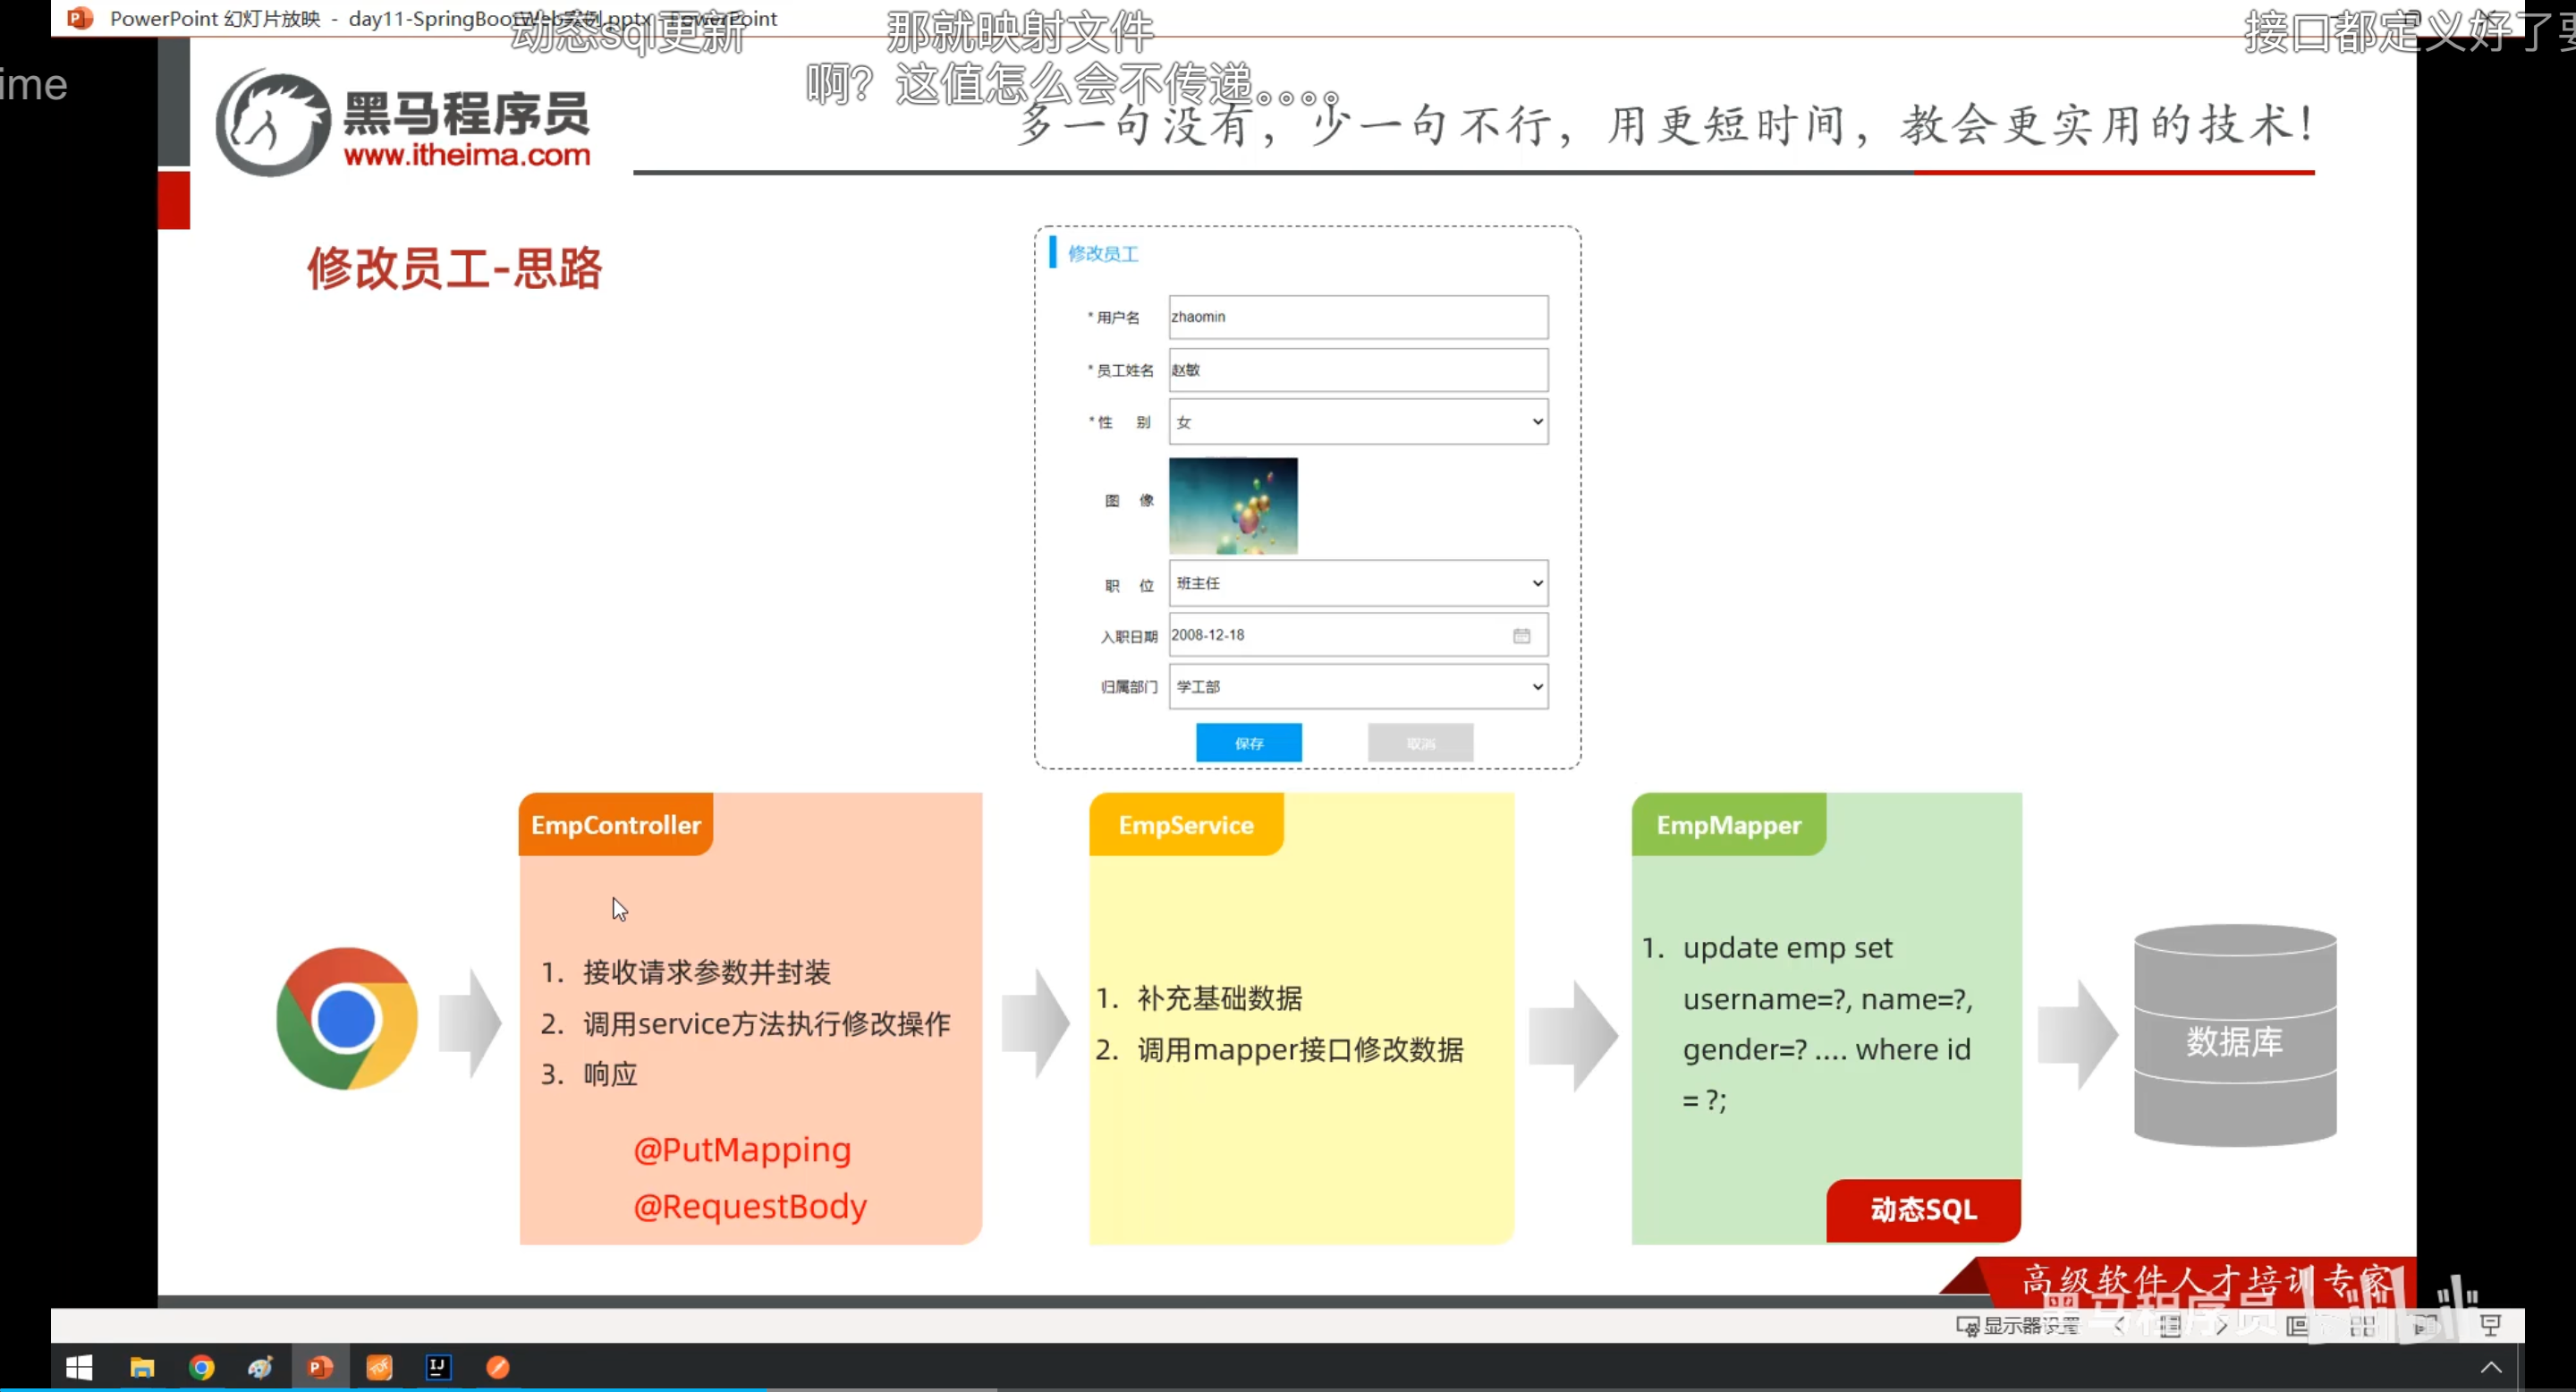 PowerPoint 幻灯片放映 - day11-SpringBootWeb案例.pptx - PowerPoint
动态sql更新
那就映射文件
接口都定义好了要
ime
啊？这值怎么会不传递。。。。
黑马程序员
www.itheima.com
多一句没有，少一句不行，用更短时间，教会更实用的技术！
修改员工-思路
修改员工
* 用户名 zhaomin
* 员工姓名 赵敏
* 性 别 女
图 像
职 位 班主任
入职日期 2008-12-18
归属部门 学工部
保存 取消
EmpController
1. 接收请求参数并封装
2. 调用service方法执行修改操作
3. 响应
@PutMapping
@RequestBody
EmpService
1. 补充基础数据
2. 调用mapper接口修改数据
EmpMapper
1. update emp set
username=?, name=?,
gender=? .... where id
= ?;
动态SQL
数据库
高级软件人才培训专家
黑马程序员
显示器设置